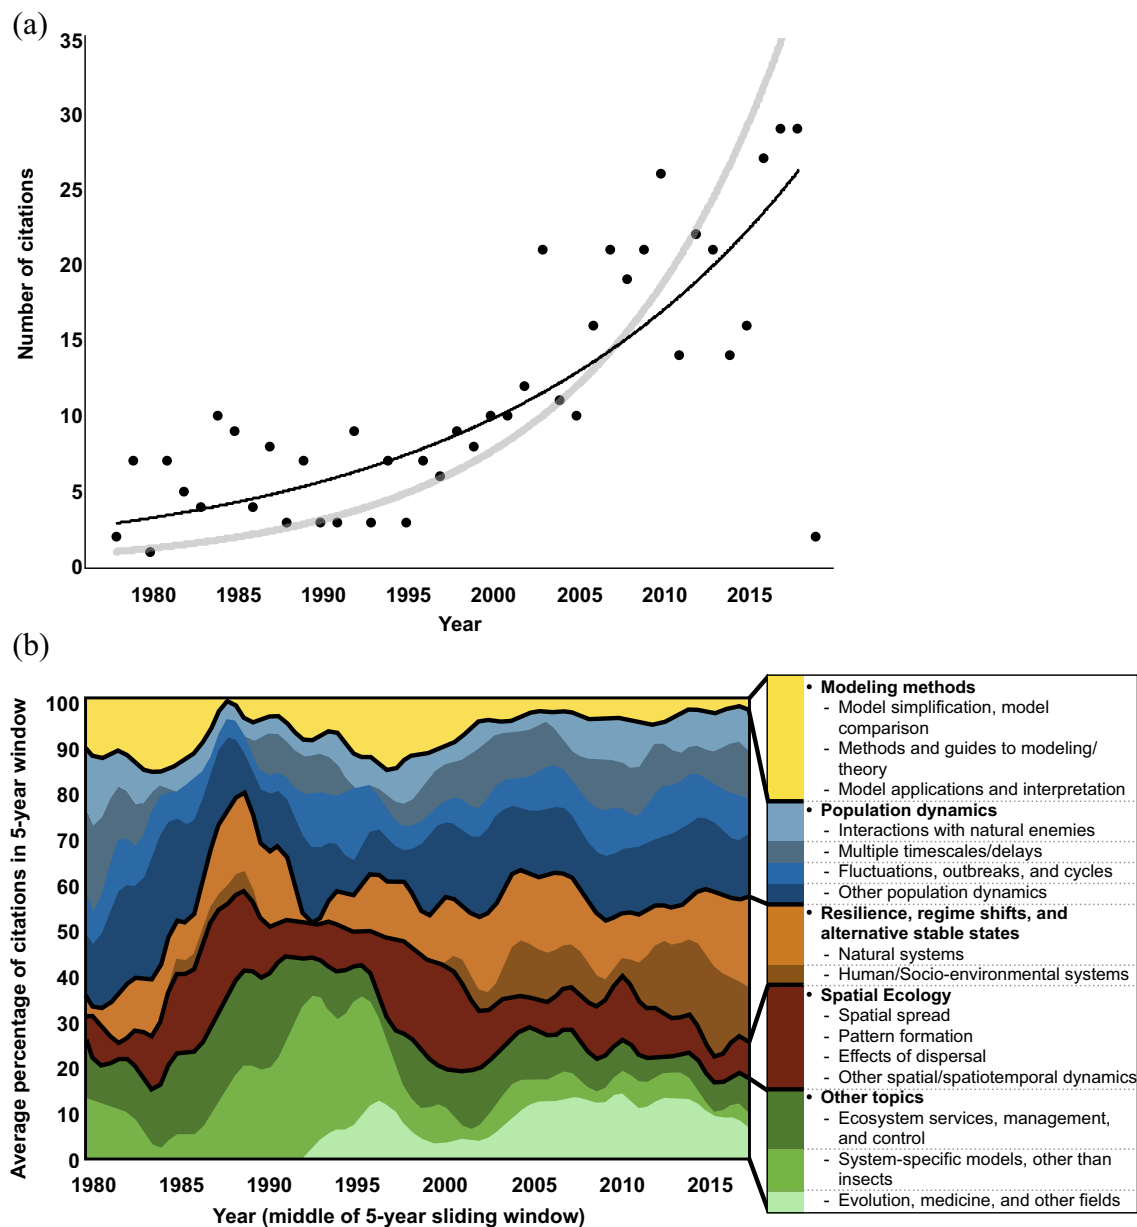 (a)
35
30
25
20
15
10
5
0
Number of citations
1980 1985 1990 1995 2000 2005 2010 2015
Year
(b)
100
90
80
70
60
50
40
30
20
10
0
Average percentage of citations in 5-year window
1980 1985 1990 1995 2000 2005 2010 2015
Year (middle of 5-year sliding window)
• Modeling methods
- Model simplification, model
comparison
- Methods and guides to modeling/
theory
- Model applications and interpretation
• Population dynamics
- Interactions with natural enemies
- Multiple timescales/delays
- Fluctuations, outbreaks, and cycles
- Other population dynamics
• Resilience, regime shifts, and
alternative stable states
- Natural systems
- Human/Socio-environmental systems
• Spatial Ecology
- Spatial spread
- Pattern formation
- Effects of dispersal
- Other spatial/spatiotemporal dynamics
• Other topics
- Ecosystem services, management,
and control
- System-specific models, other than
insects
- Evolution, medicine, and other fields